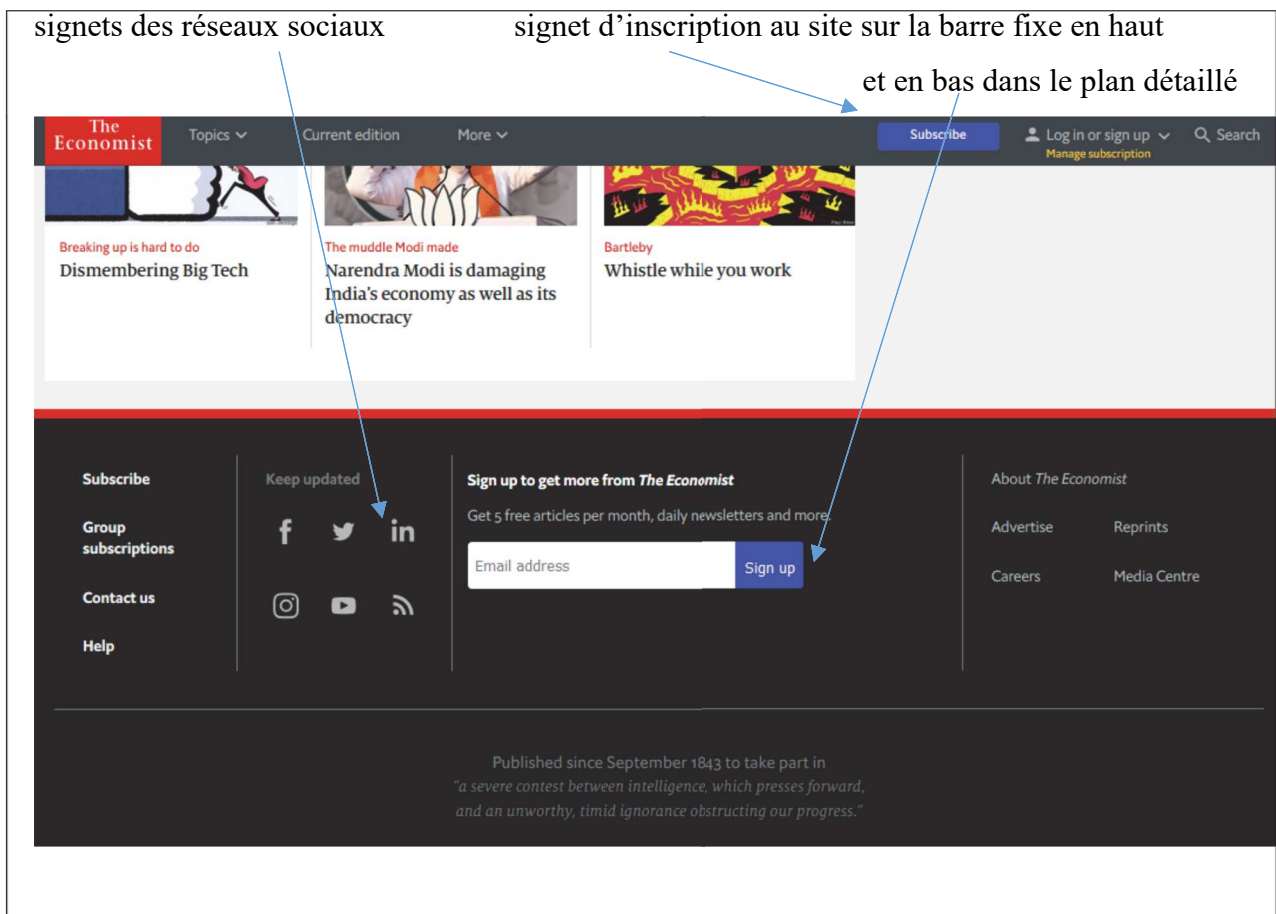 signets des réseaux sociaux
signet d’inscription au site sur la barre fixe en haut
et en bas dans le plan détaillé
The
Economist
Topics
Current edition
More
Subscribe
Log in or sign up
Manage subscription
Search
Breaking up is hard to do
Dismembering Big Tech
The muddle Modi made
Narendra Modi is damaging
India’s economy as well as its
democracy
Bartleby
Whistle while you work
Subscribe
Group
subscriptions
Contact us
Help
Keep updated
f
in
Sign up to get more from The Economist
Get 5 free articles per month, daily newsletters and more.
Email address
Sign up
About The Economist
Advertise
Reprints
Careers
Media Centre
Published since September 1843 to take part in
“a severe contest between intelligence, which presses forward,
and an unworthy, timid ignorance obstructing our progress.”